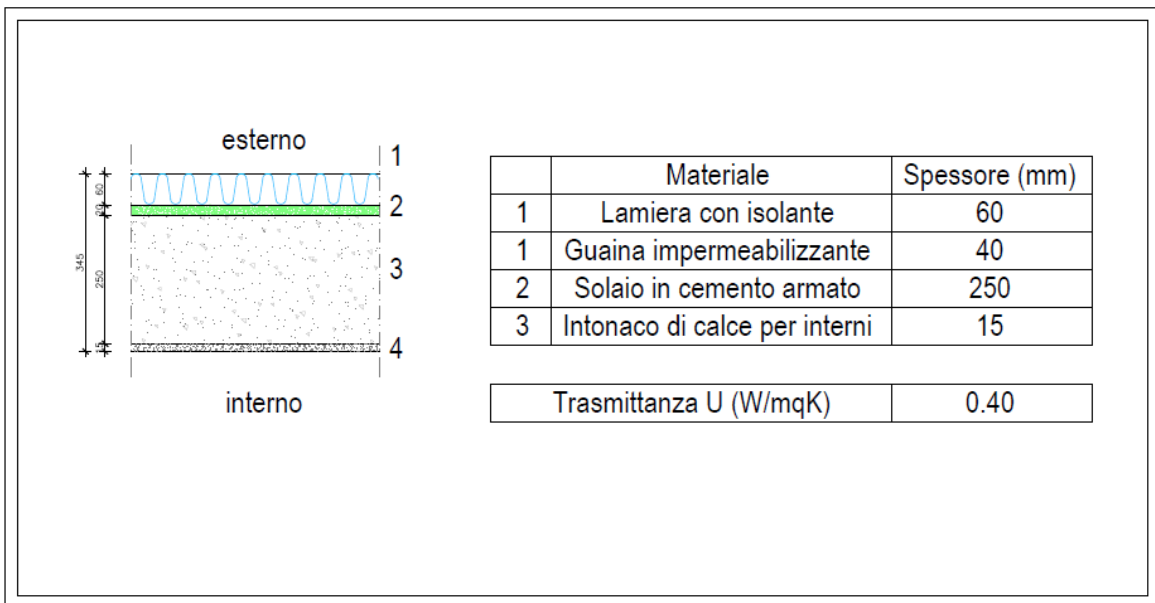 esterno
1
2
3
4
60
20
250
15
345
interno
Materiale Spessore (mm)
1 Lamiera con isolante 60
1 Guaina impermeabilizzante 40
2 Solaio in cemento armato 250
3 Intonaco di calce per interni 15
Trasmittanza U (W/mqK) 0.40